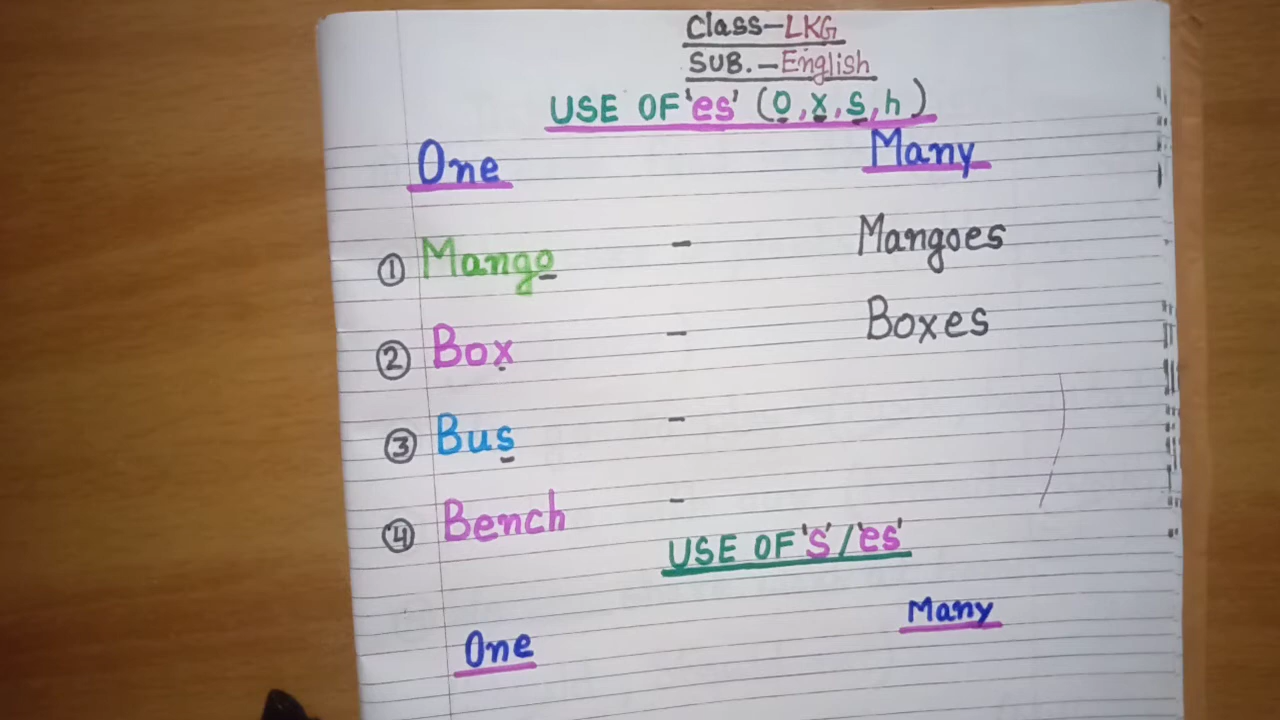 Class-LKG
SUB.-English
USE OF 'es' (o, x, s, h)
One Many
① Mango - Mangoes
② Box - Boxes
③ Bus -
④ Bench -
USE OF 's'/'es'
One Many